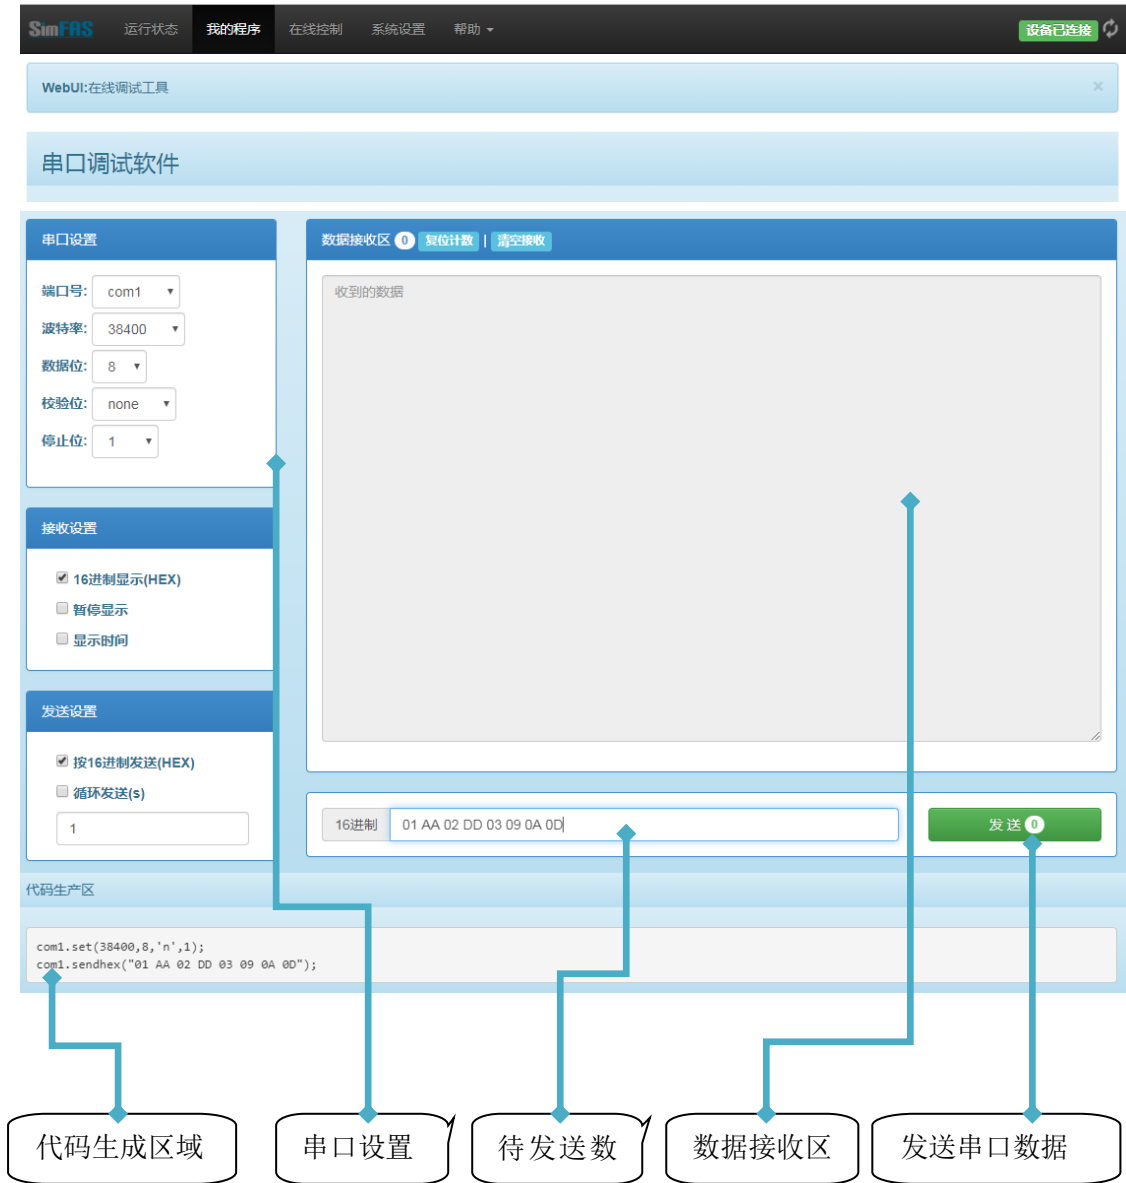 SimFAS 运行状态 我的程序 在线控制 系统设置 帮助 设备已连接
WebUI:在线调试工具 ×
串口调试软件
串口设置
端口号: com1
波特率: 38400
数据位: 8
校验位: none
停止位: 1
接收设置
16进制显示(HEX)
暂停显示
显示时间
发送设置
按16进制发送(HEX)
循环发送(s)
1
数据接收区 0 复位计数 | 清空接收
收到的数据
16进制 01 AA 02 DD 03 09 0A 0D 发 送 0
代码生产区
com1.set(38400,8,'n',1);
com1.sendhex("01 AA 02 DD 03 09 0A 0D");
代码生成区域 串口设置 待发送数 数据接收区 发送串口数据